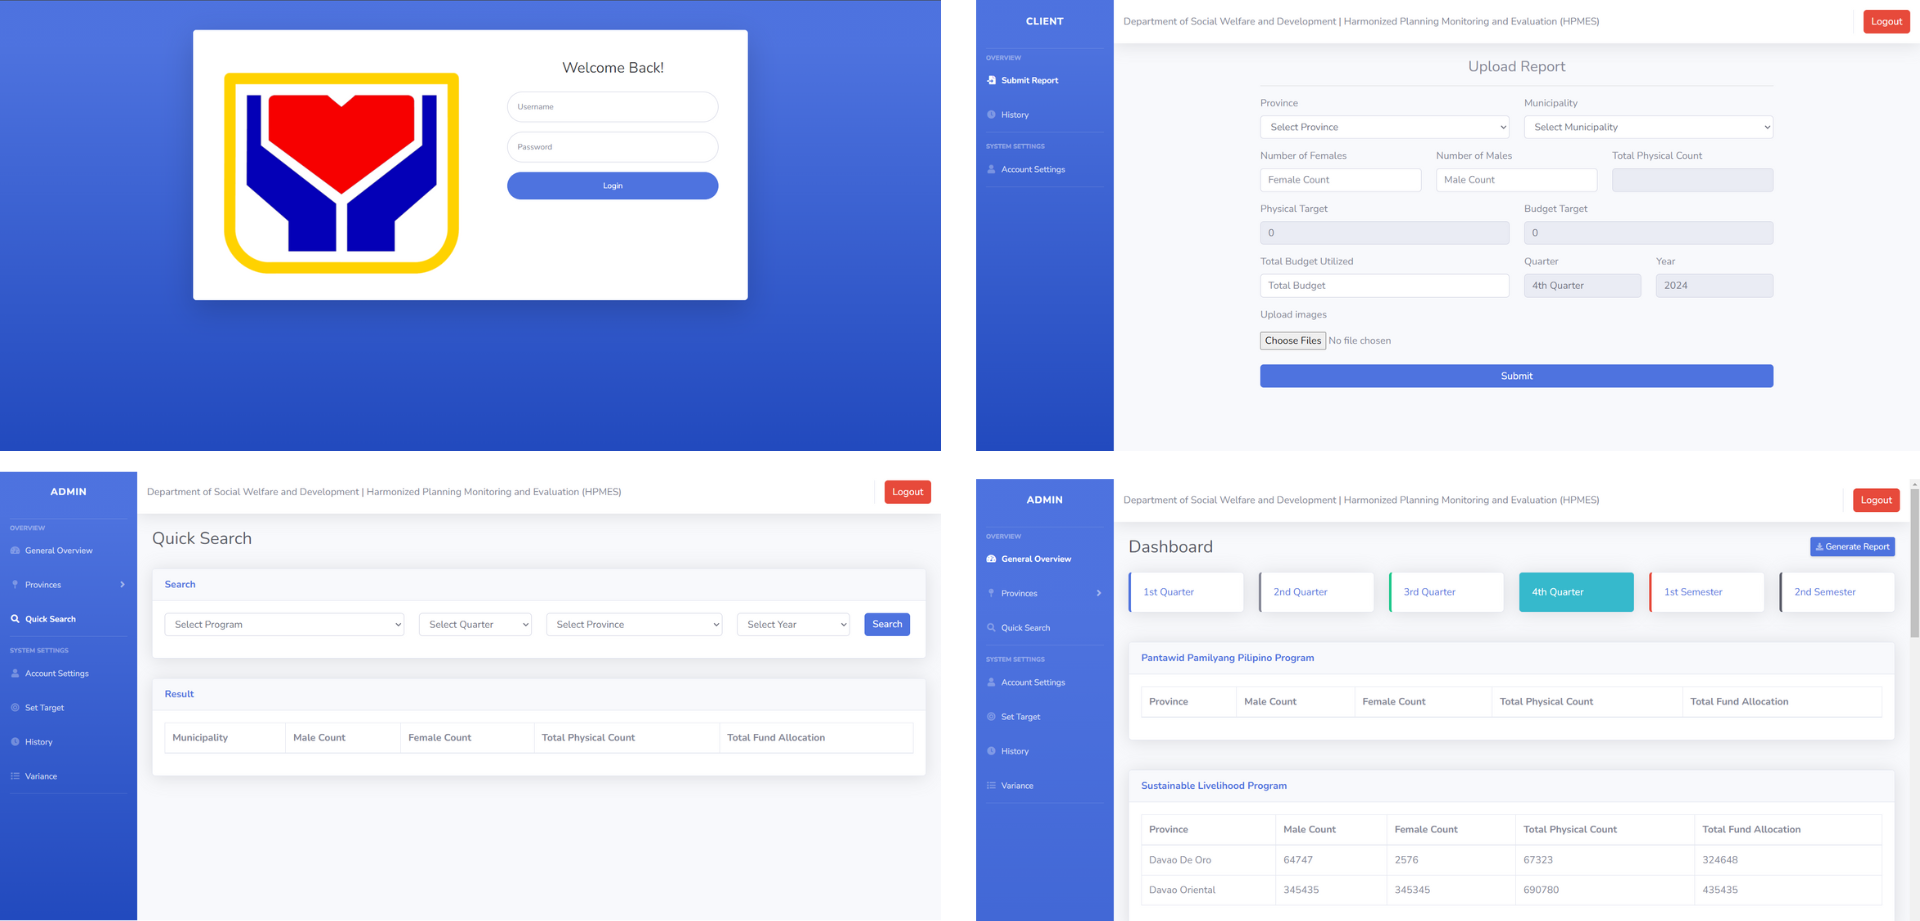 Welcome Back!
Username
Password
Login
CLIENT
OVERVIEW
Submit Report
History
SYSTEM SETTINGS
Account Settings
Department of Social Welfare and Development | Harmonized Planning Monitoring and Evaluation (HPMES)
Logout
Upload Report
Province Municipality
Select Province Select Municipality
Number of Females Number of Males Total Physical Count
Female Count Male Count
Physical Target Budget Target
0 0
Total Budget Utilized Quarter Year
Total Budget 4th Quarter 2024
Upload images
Choose Files No file chosen
Submit
ADMIN
OVERVIEW
General Overview
Provinces
Quick Search
SYSTEM SETTINGS
Account Settings
Set Target
History
Variance
Department of Social Welfare and Development | Harmonized Planning Monitoring and Evaluation (HPMES)
Logout
Quick Search
Search
Select Program Select Quarter Select Province Select Year Search
Result
Municipality Male Count Female Count Total Physical Count Total Fund Allocation
ADMIN
OVERVIEW
General Overview
Provinces
Quick Search
SYSTEM SETTINGS
Account Settings
Set Target
History
Variance
Department of Social Welfare and Development | Harmonized Planning Monitoring and Evaluation (HPMES)
Logout
Dashboard
Generate Report
1st Quarter 2nd Quarter 3rd Quarter 4th Quarter 1st Semester 2nd Semester
Pantawid Pamilyang Pilipino Program
Province Male Count Female Count Total Physical Count Total Fund Allocation
Sustainable Livelihood Program
Province Male Count Female Count Total Physical Count Total Fund Allocation
Davao De Oro 64747 2576 67323 324648
Davao Oriental 345435 345345 690780 435435